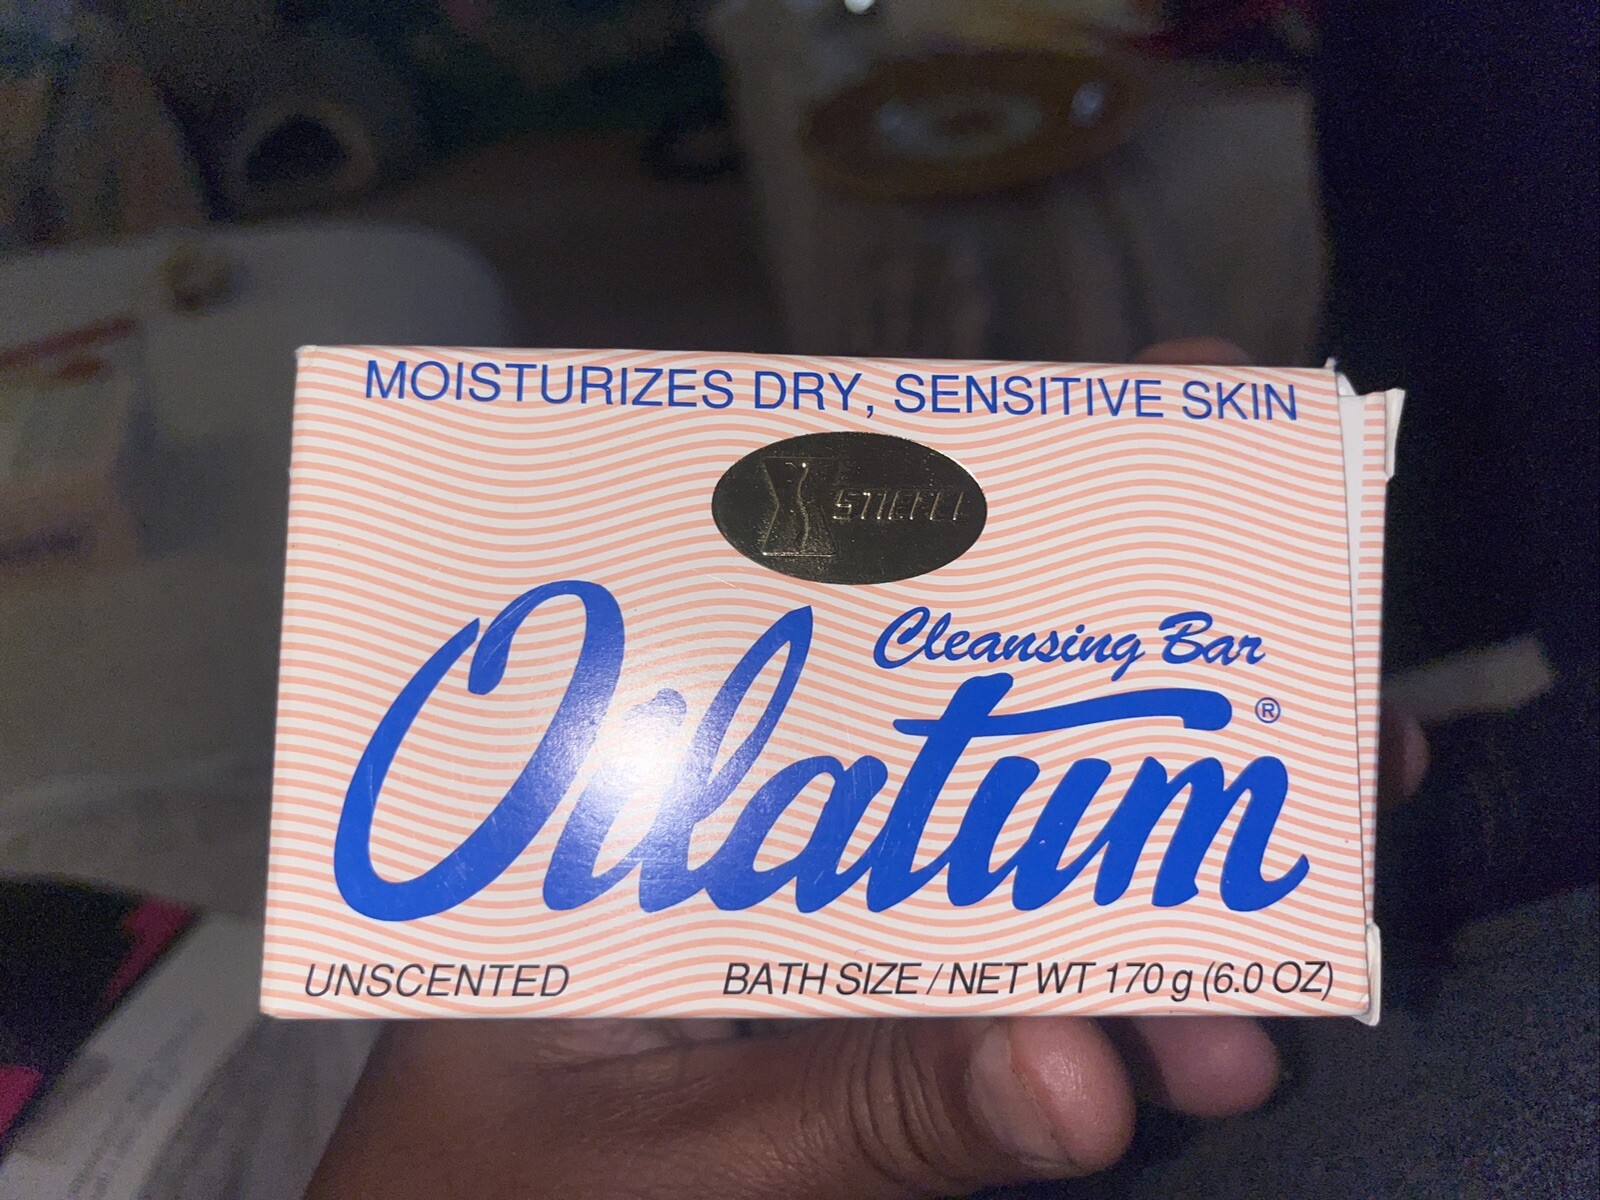 MOISTURIZES DRY, SENSITIVE SKIN
STIEFEL
Cleansing Bar
Oilatum®
UNSCENTED
BATH SIZE / NET WT 170 g (6.0 OZ)